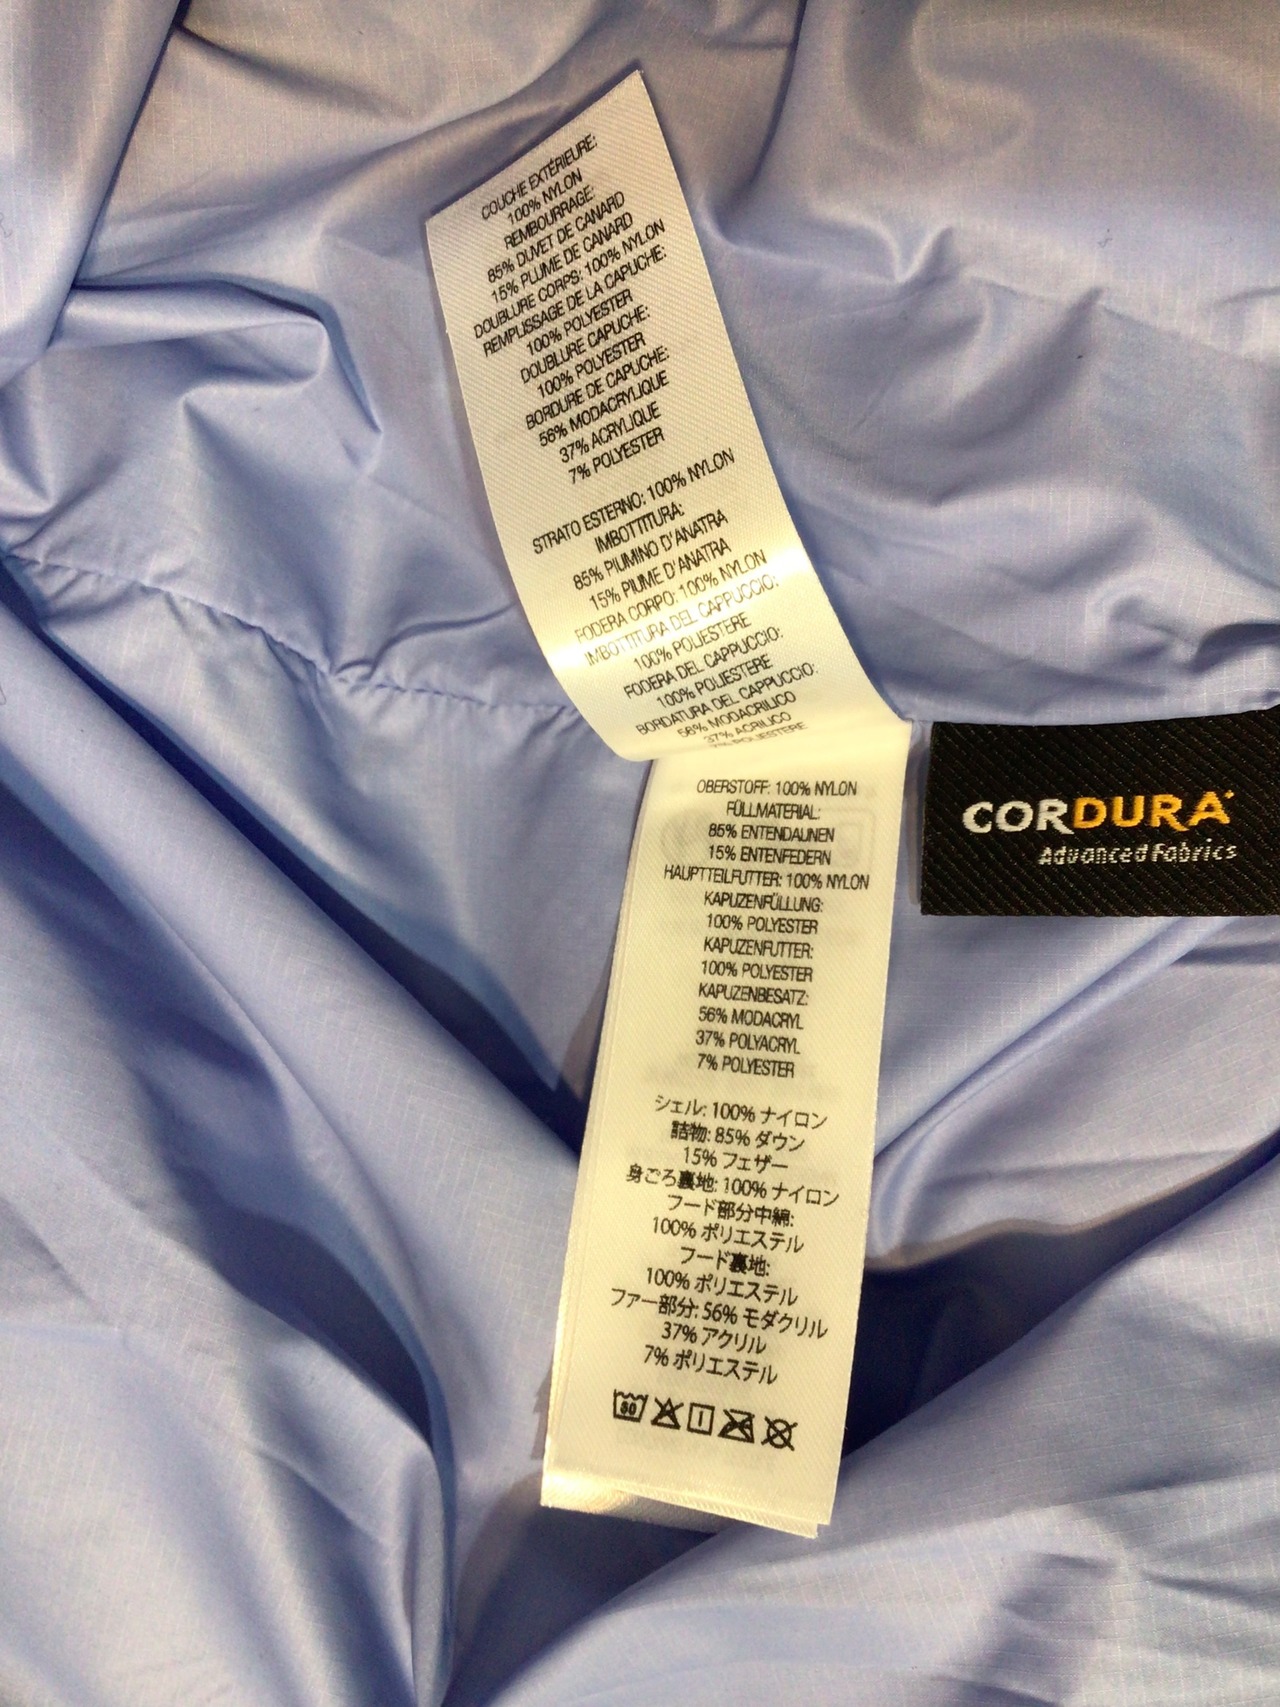 COUCHE EXTÉRIEURE:
100% NYLON
REMBOURRAGE:
85% DUVET DE CANARD
15% PLUME DE CANARD
DOUBLURE CORPS: 100% NYLON
REMPLISSAGE DE LA CAPUCHE:
100% POLYESTER
DOUBLURE CAPUCHE:
100% POLYESTER
BORDURE DE CAPUCHE:
56% MODACRYLIQUE
37% ACRYLIQUE
7% POLYESTER
STRATO ESTERNO: 100% NYLON
IMBOTTITURA:
85% PIUMINO D'ANATRA
15% PIUME D'ANATRA
FODERA CORPO: 100% NYLON
IMBOTTITURA DEL CAPPUCCIO:
100% POLIESTERE
FODERA DEL CAPPUCCIO:
100% POLIESTERE
BORDATURA DEL CAPPUCCIO:
56% MODACRILICO
37% ACRILICO
7% POLIESTERE
OBERSTOFF: 100% NYLON
FÜLLMATERIAL:
85% ENTENDAUNEN
15% ENTENFEDERN
HAUPTTEILFUTTER: 100% NYLON
KAPUZENFÜLLUNG:
100% POLYESTER
KAPUZENFUTTER:
100% POLYESTER
KAPUZENBESATZ:
56% MODACRYL
37% POLYACRYL
7% POLYESTER
シェル: 100% ナイロン
詰物: 85% ダウン
15% フェザー
身ごろ裏地: 100% ナイロン
フード部分中綿:
100% ポリエステル
フード裏地:
100% ポリエステル
ファー部分: 56% モダクリル
37% アクリル
7% ポリエステル
30
CORDURA
Advanced Fabrics